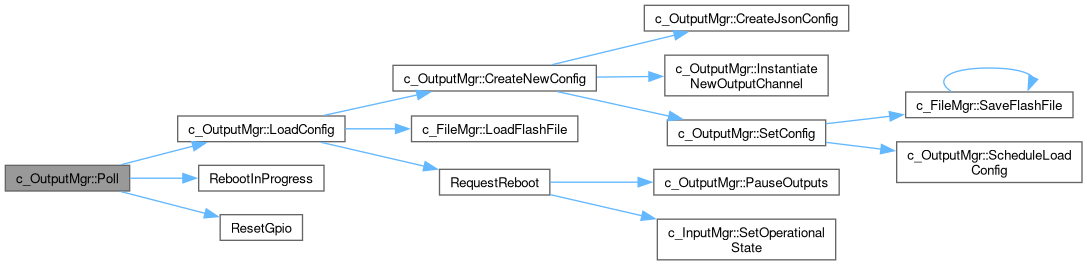 c_OutputMgr::Poll
c_OutputMgr::LoadConfig
RebootInProgress
ResetGpio
c_OutputMgr::CreateNewConfig
c_FileMgr::LoadFlashFile
RequestReboot
c_OutputMgr::CreateJsonConfig
c_OutputMgr::Instantiate
NewOutputChannel
c_OutputMgr::SetConfig
c_OutputMgr::PauseOutputs
c_InputMgr::SetOperational
State
c_FileMgr::SaveFlashFile
c_OutputMgr::ScheduleLoad
Config